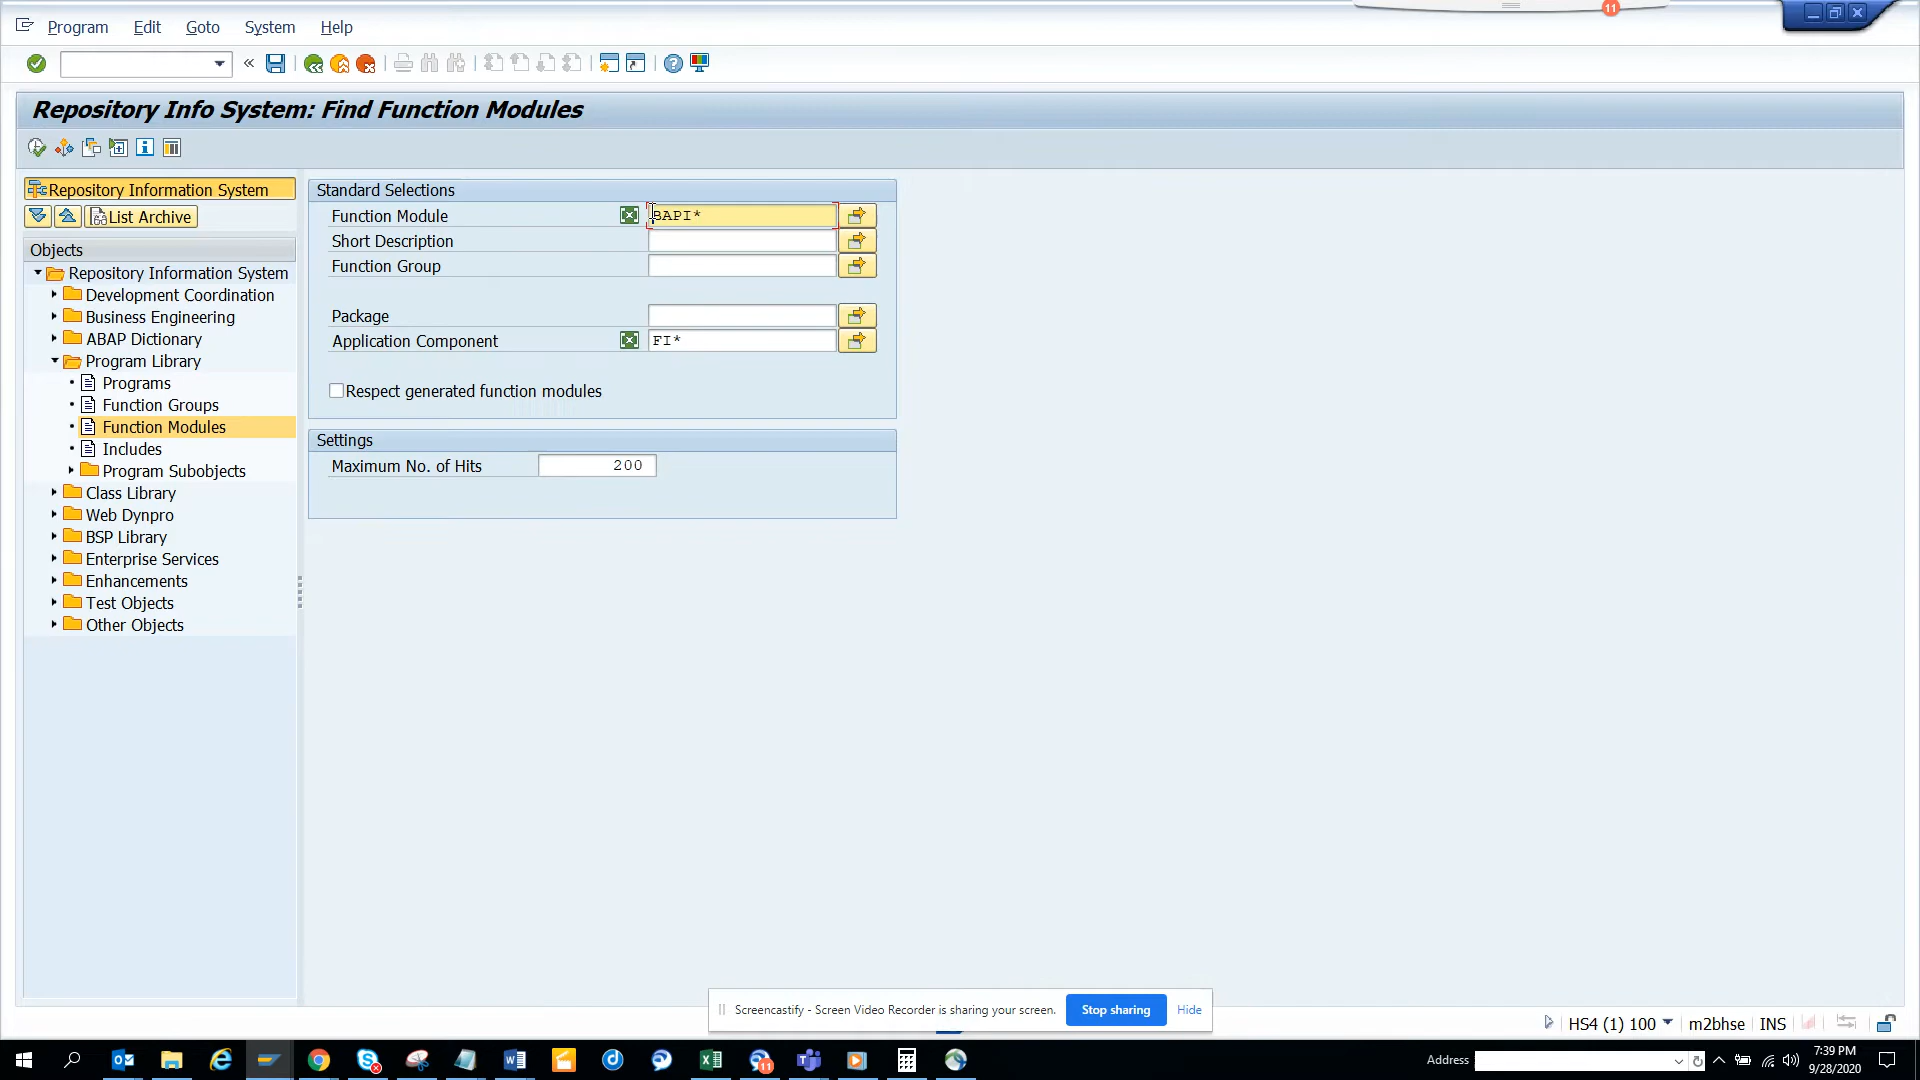 Program Edit Goto System Help
11
Repository Info System: Find Function Modules
Repository Information System
List Archive
Objects
Repository Information System
Development Coordination
Business Engineering
ABAP Dictionary
Program Library
Programs
Function Groups
Function Modules
Includes
Program Subobjects
Class Library
Web Dynpro
BSP Library
Enterprise Services
Enhancements
Test Objects
Other Objects
Standard Selections
Function Module BAPI*
Short Description
Function Group
Package
Application Component FI*
Respect generated function modules
Settings
Maximum No. of Hits 200
Screencastify - Screen Video Recorder is sharing your screen. Stop sharing Hide
HS4 (1) 100 m2bhse INS
11
Address
7:39 PM
9/28/2020